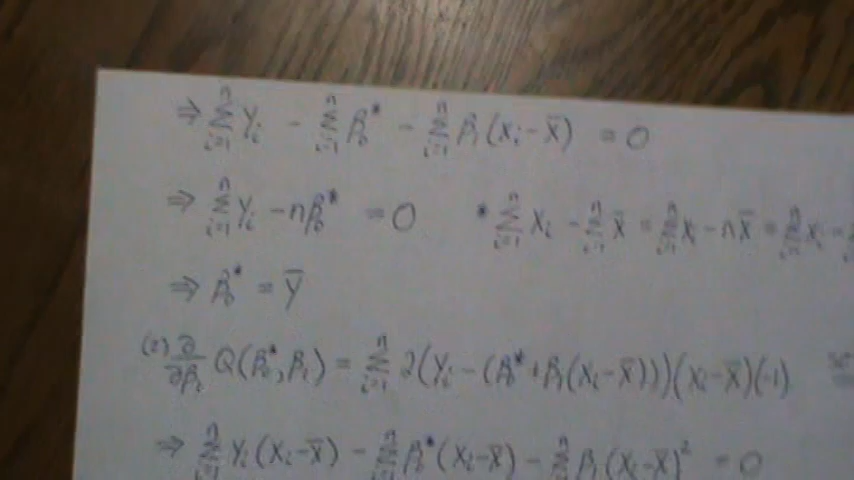 ⇒ Σ_{i=1}^{n} Y_i - Σ_{i=1}^{n} β_0^* - Σ_{i=1}^{n} β_1(X_i - X̄) = 0
⇒ Σ_{i=1}^{n} Y_i - nβ_0^* = 0 * Σ_{i=1}^{n} X_i - Σ_{i=1}^{n} X̄ = Σ_{i=1}^{n} X_i - nX̄ = Σ_{i=1}^{n} X_i -
⇒ β_0^* = Ȳ
(2) ∂/∂β_1 Q(β_0^*, β_1) = Σ_{i=1}^{n} 2(Y_i - (β_0^* + β_1(X_i - X̄)))(X_i - X̄)(-1)
⇒ Σ_{i=1}^{n} Y_i(X_i - X̄) - Σ_{i=1}^{n} β_0^*(X_i - X̄) - Σ_{i=1}^{n} β_1(X_i - X̄)^2 = 0